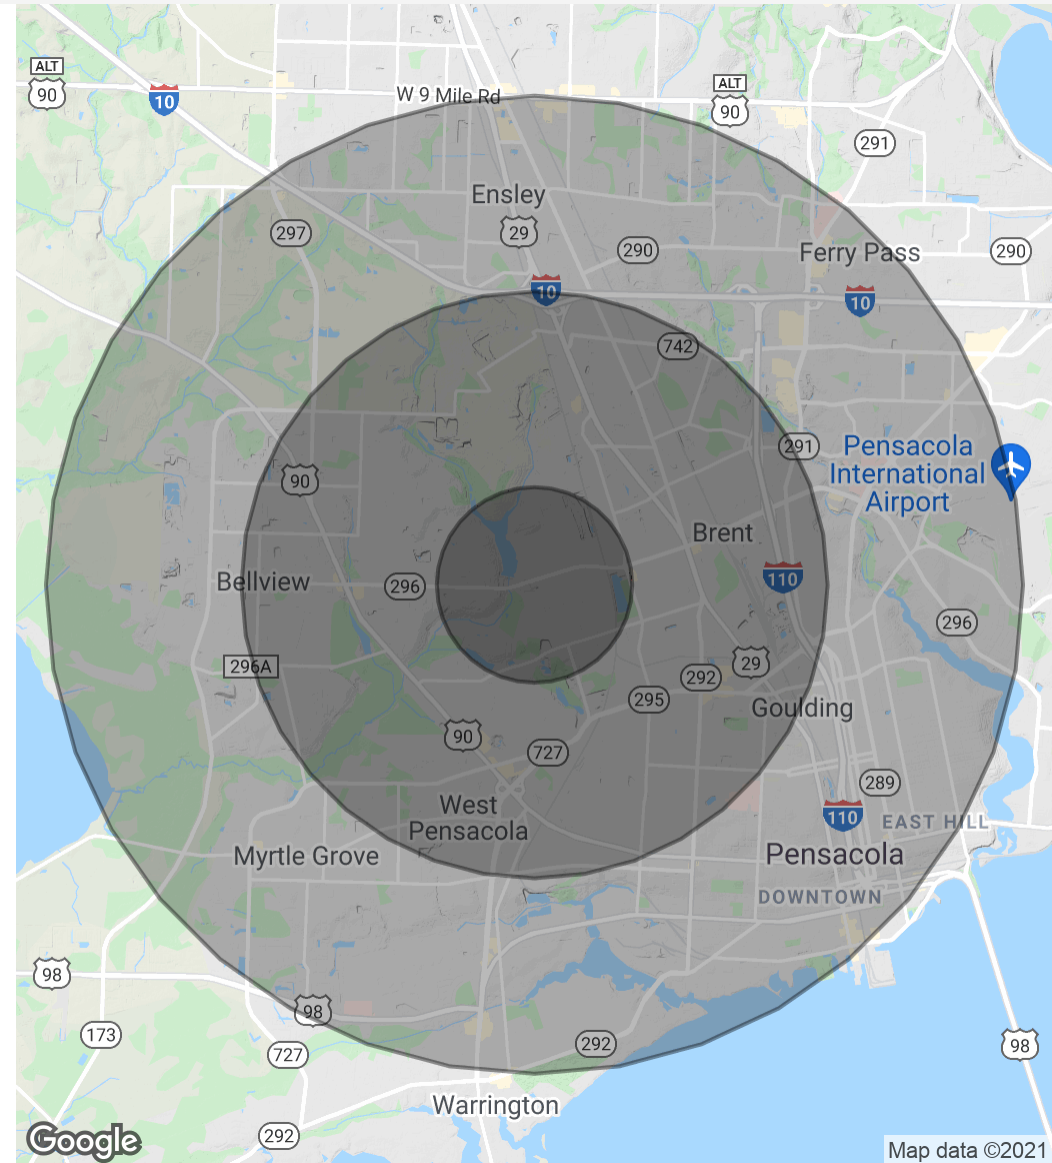 ALT
90
10
W 9 Mile Rd
ALT
90
291
Ensley
29
297
290
Ferry Pass
290
10
10
742
291
Pensacola
International
Airport
90
Brent
110
Bellview
296
296
296A
29
292
295
Goulding
90
727
289
West
Pensacola
110
EAST HILL
Myrtle Grove
Pensacola
DOWNTOWN
98
98
173
727
292
98
Warrington
292
Google
Map data ©2021